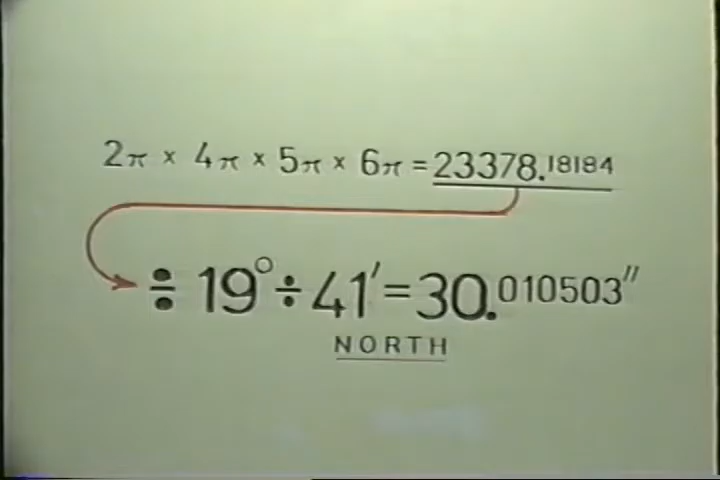 2π × 4π × 5π × 6π = 23378.18184
÷ 19° ÷ 41' = 30.010503"
NORTH